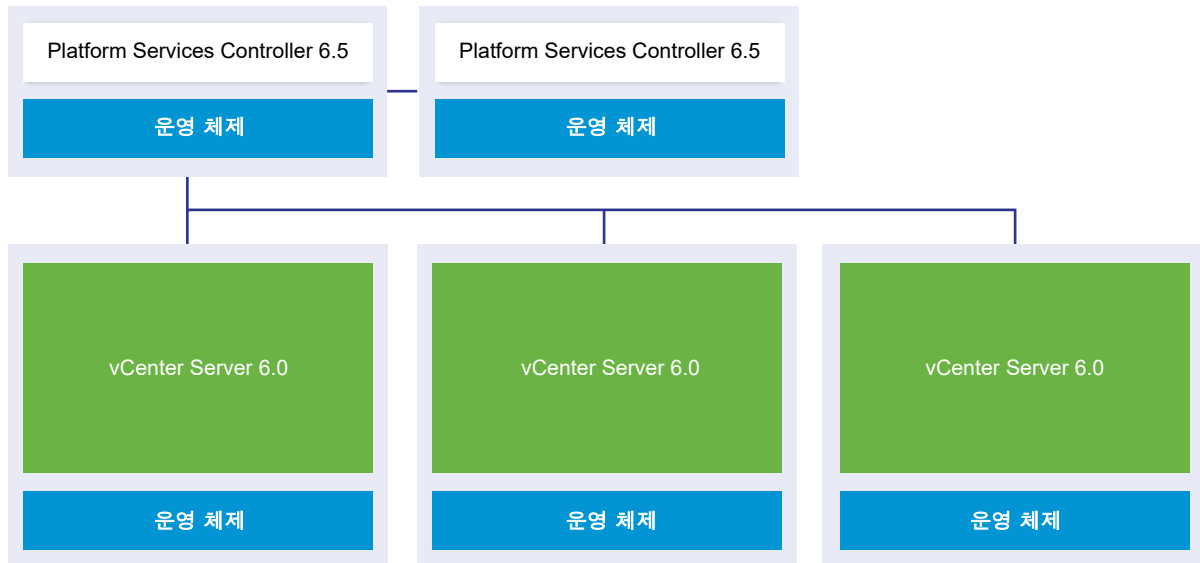 Platform Services Controller 6.5
Platform Services Controller 6.5
운영 체제
운영 체제
vCenter Server 6.0
vCenter Server 6.0
vCenter Server 6.0
운영 체제
운영 체제
운영 체제